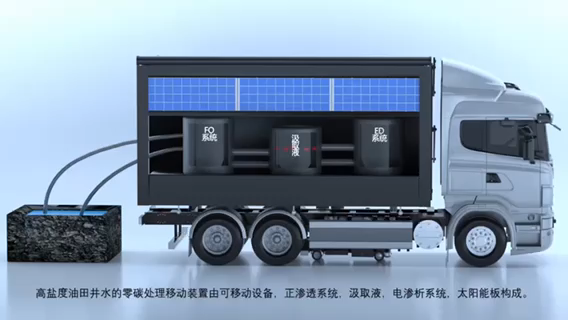 FO
系统
汲取液
ED
系统
高盐度油田井水的零碳处理移动装置由可移动设备，正渗透系统，汲取液，电渗析系统，太阳能板构成。